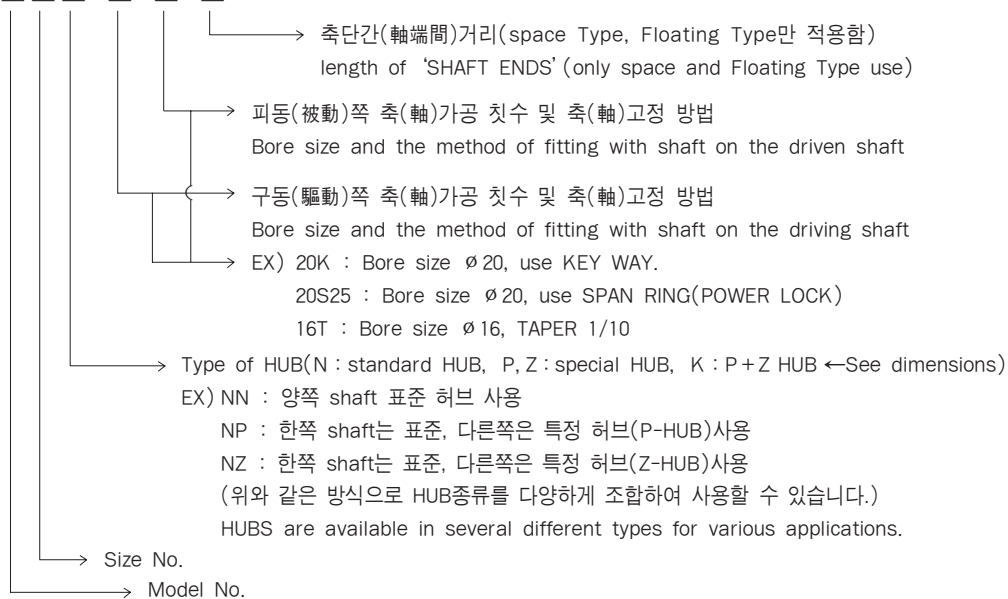 축단간(軸端間)거리(space Type, Floating Type만 적용함)
length of ‘SHAFT ENDS’(only space and Floating Type use)
피동(被動)쪽 축(軸)가공 칫수 및 축(軸)고정 방법
Bore size and the method of fitting with shaft on the driven shaft
구동(驅動)쪽 축(軸)가공 칫수 및 축(軸)고정 방법
Bore size and the method of fitting with shaft on the driving shaft
EX) 20K : Bore size ø20, use KEY WAY.
20S25 : Bore size ø20, use SPAN RING(POWER LOCK)
16T : Bore size ø16, TAPER 1/10
Type of HUB(N : standard HUB, P, Z : special HUB, K : P+Z HUB ←See dimensions)
EX) NN : 양쪽 shaft 표준 허브 사용
NP : 한쪽 shaft는 표준, 다른쪽은 특정 허브(P-HUB)사용
NZ : 한쪽 shaft는 표준, 다른쪽은 특정 허브(Z-HUB)사용
(위와 같은 방식으로 HUB종류를 다양하게 조합하여 사용할 수 있습니다.)
HUBS are available in several different types for various applications.
Size No.
Model No.